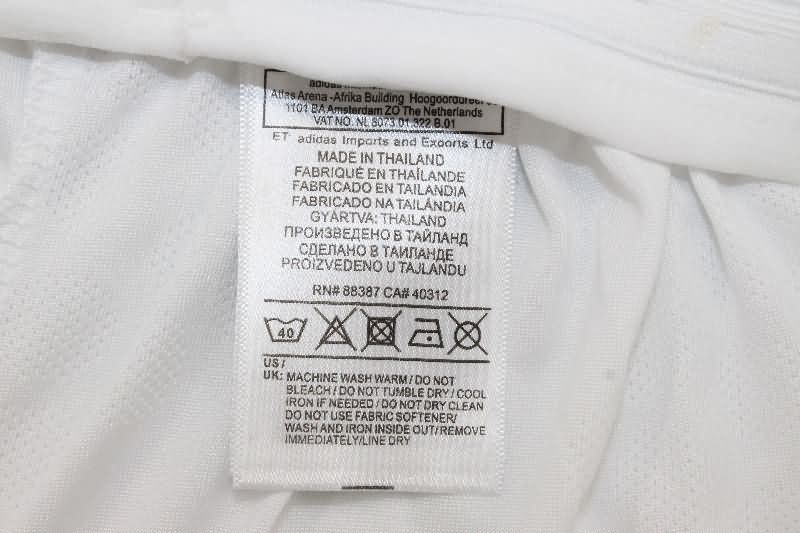 adidas
Atlas Arena -Afrika Building Hoogoorddreef
1101 BA Amsterdam ZO The Netherlands
VAT NO. NL 8073.01.322.B.01
ET adidas Imports and Exoorts Ltd
MADE IN THAILAND
FABRIQUÉ EN THAÏLANDE
FABRICADO EN TAILANDIA
FABRICADO NA TAILÂNDIA
GYÁRTVA: THAILAND
ПРОИЗВЕДЕНО В ТАЙЛАНД
СДЕЛАНО В ТАИЛАНДЕ
PROIZVEDENO U TAJLANDU
RN# 88387 CA# 40312
40
US /
UK: MACHINE WASH WARM / DO NOT
BLEACH / DO NOT TUMBLE DRY / COOL
IRON IF NEEDED / DO NOT DRY CLEAN
DO NOT USE FABRIC SOFTENER/
WASH AND IRON INSIDE OUT/REMOVE
IMMEDIATELY/LINE DRY